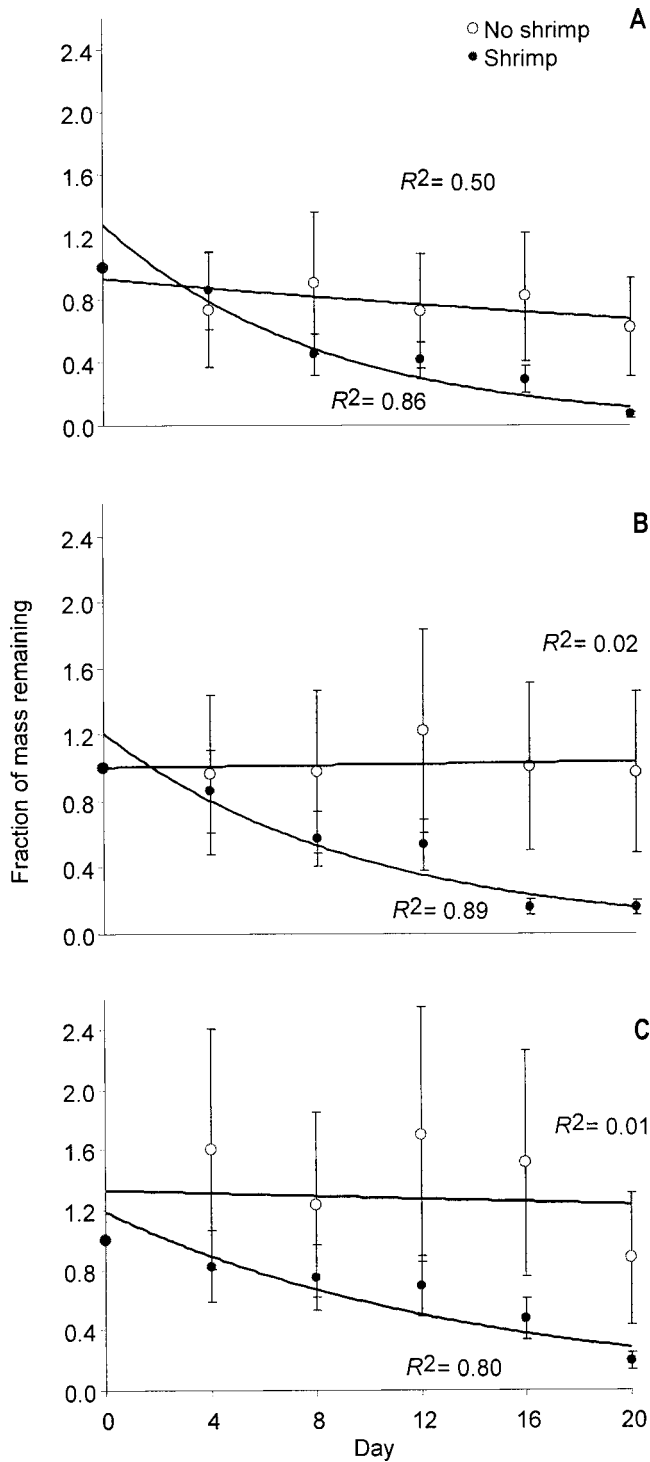 A
No shrimp
Shrimp
2.4
2.0
1.6
1.2
0.8
0.4
0.0
R2= 0.50
R2= 0.86
B
2.4
2.0
1.6
1.2
0.8
0.4
0.0
R2= 0.02
R2= 0.89
Fraction of mass remaining
C
2.4
2.0
1.6
1.2
0.8
0.4
0.0
R2= 0.01
R2= 0.80
0 4 8 12 16 20
Day